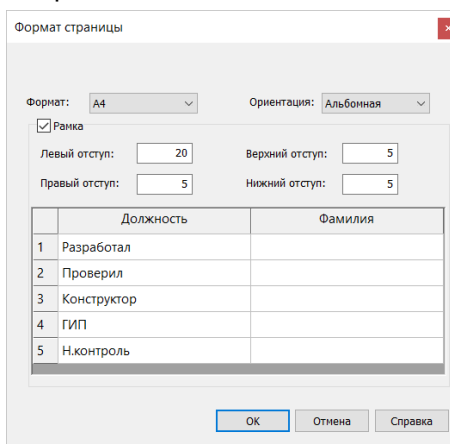 Формат страницы
Формат: A4 Ориентация: Альбомная
Рамка
Левый отступ: 20 Верхний отступ: 5
Правый отступ: 5 Нижний отступ: 5
Должность Фамилия
1 Разработал
2 Проверил
3 Конструктор
4 ГИП
5 Н.контроль
ОК Отмена Справка